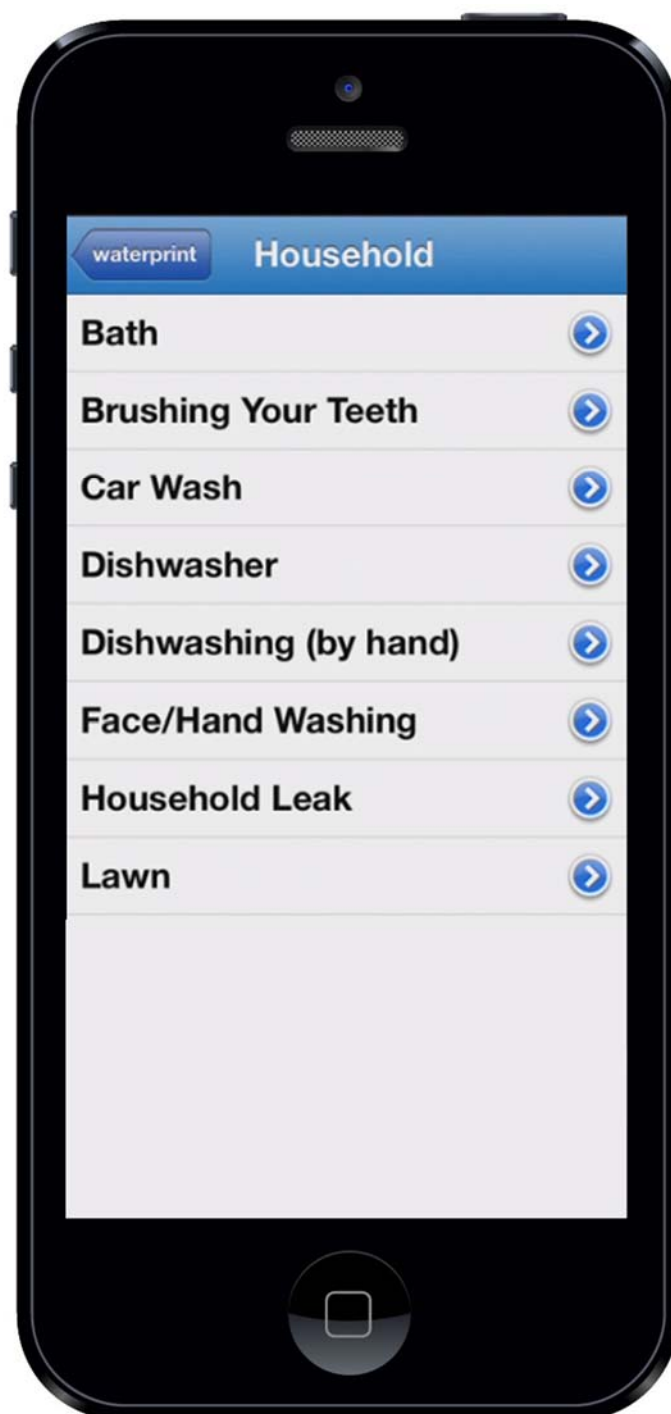 waterprint
Household
Bath
Brushing Your Teeth
Car Wash
Dishwasher
Dishwashing (by hand)
Face/Hand Washing
Household Leak
Lawn